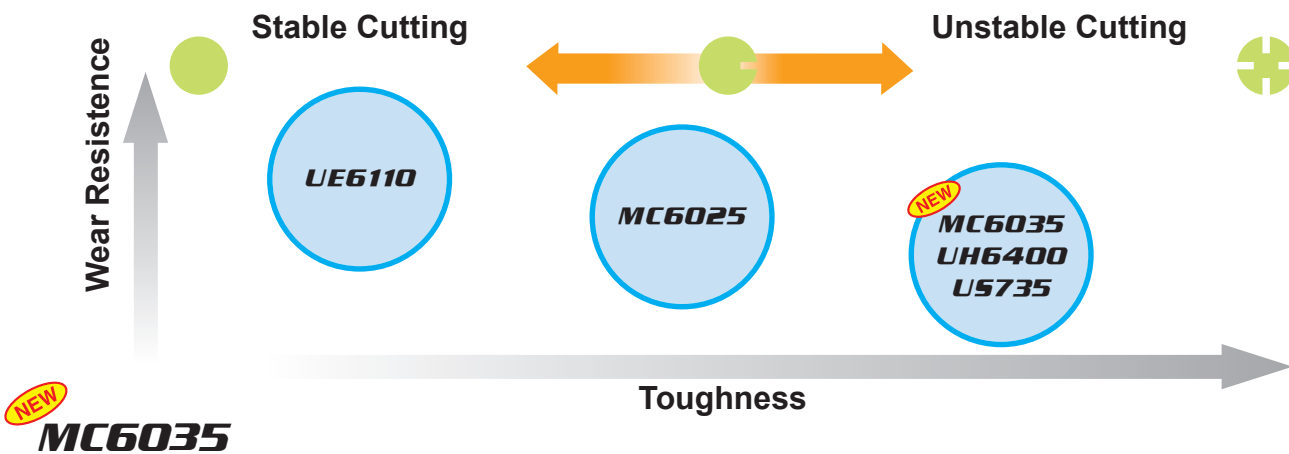 Stable Cutting
Unstable Cutting
Wear Resistence
UE6110
MC6025
NEW
MC6035
UH6400
US735
Toughness
NEW
MC6035